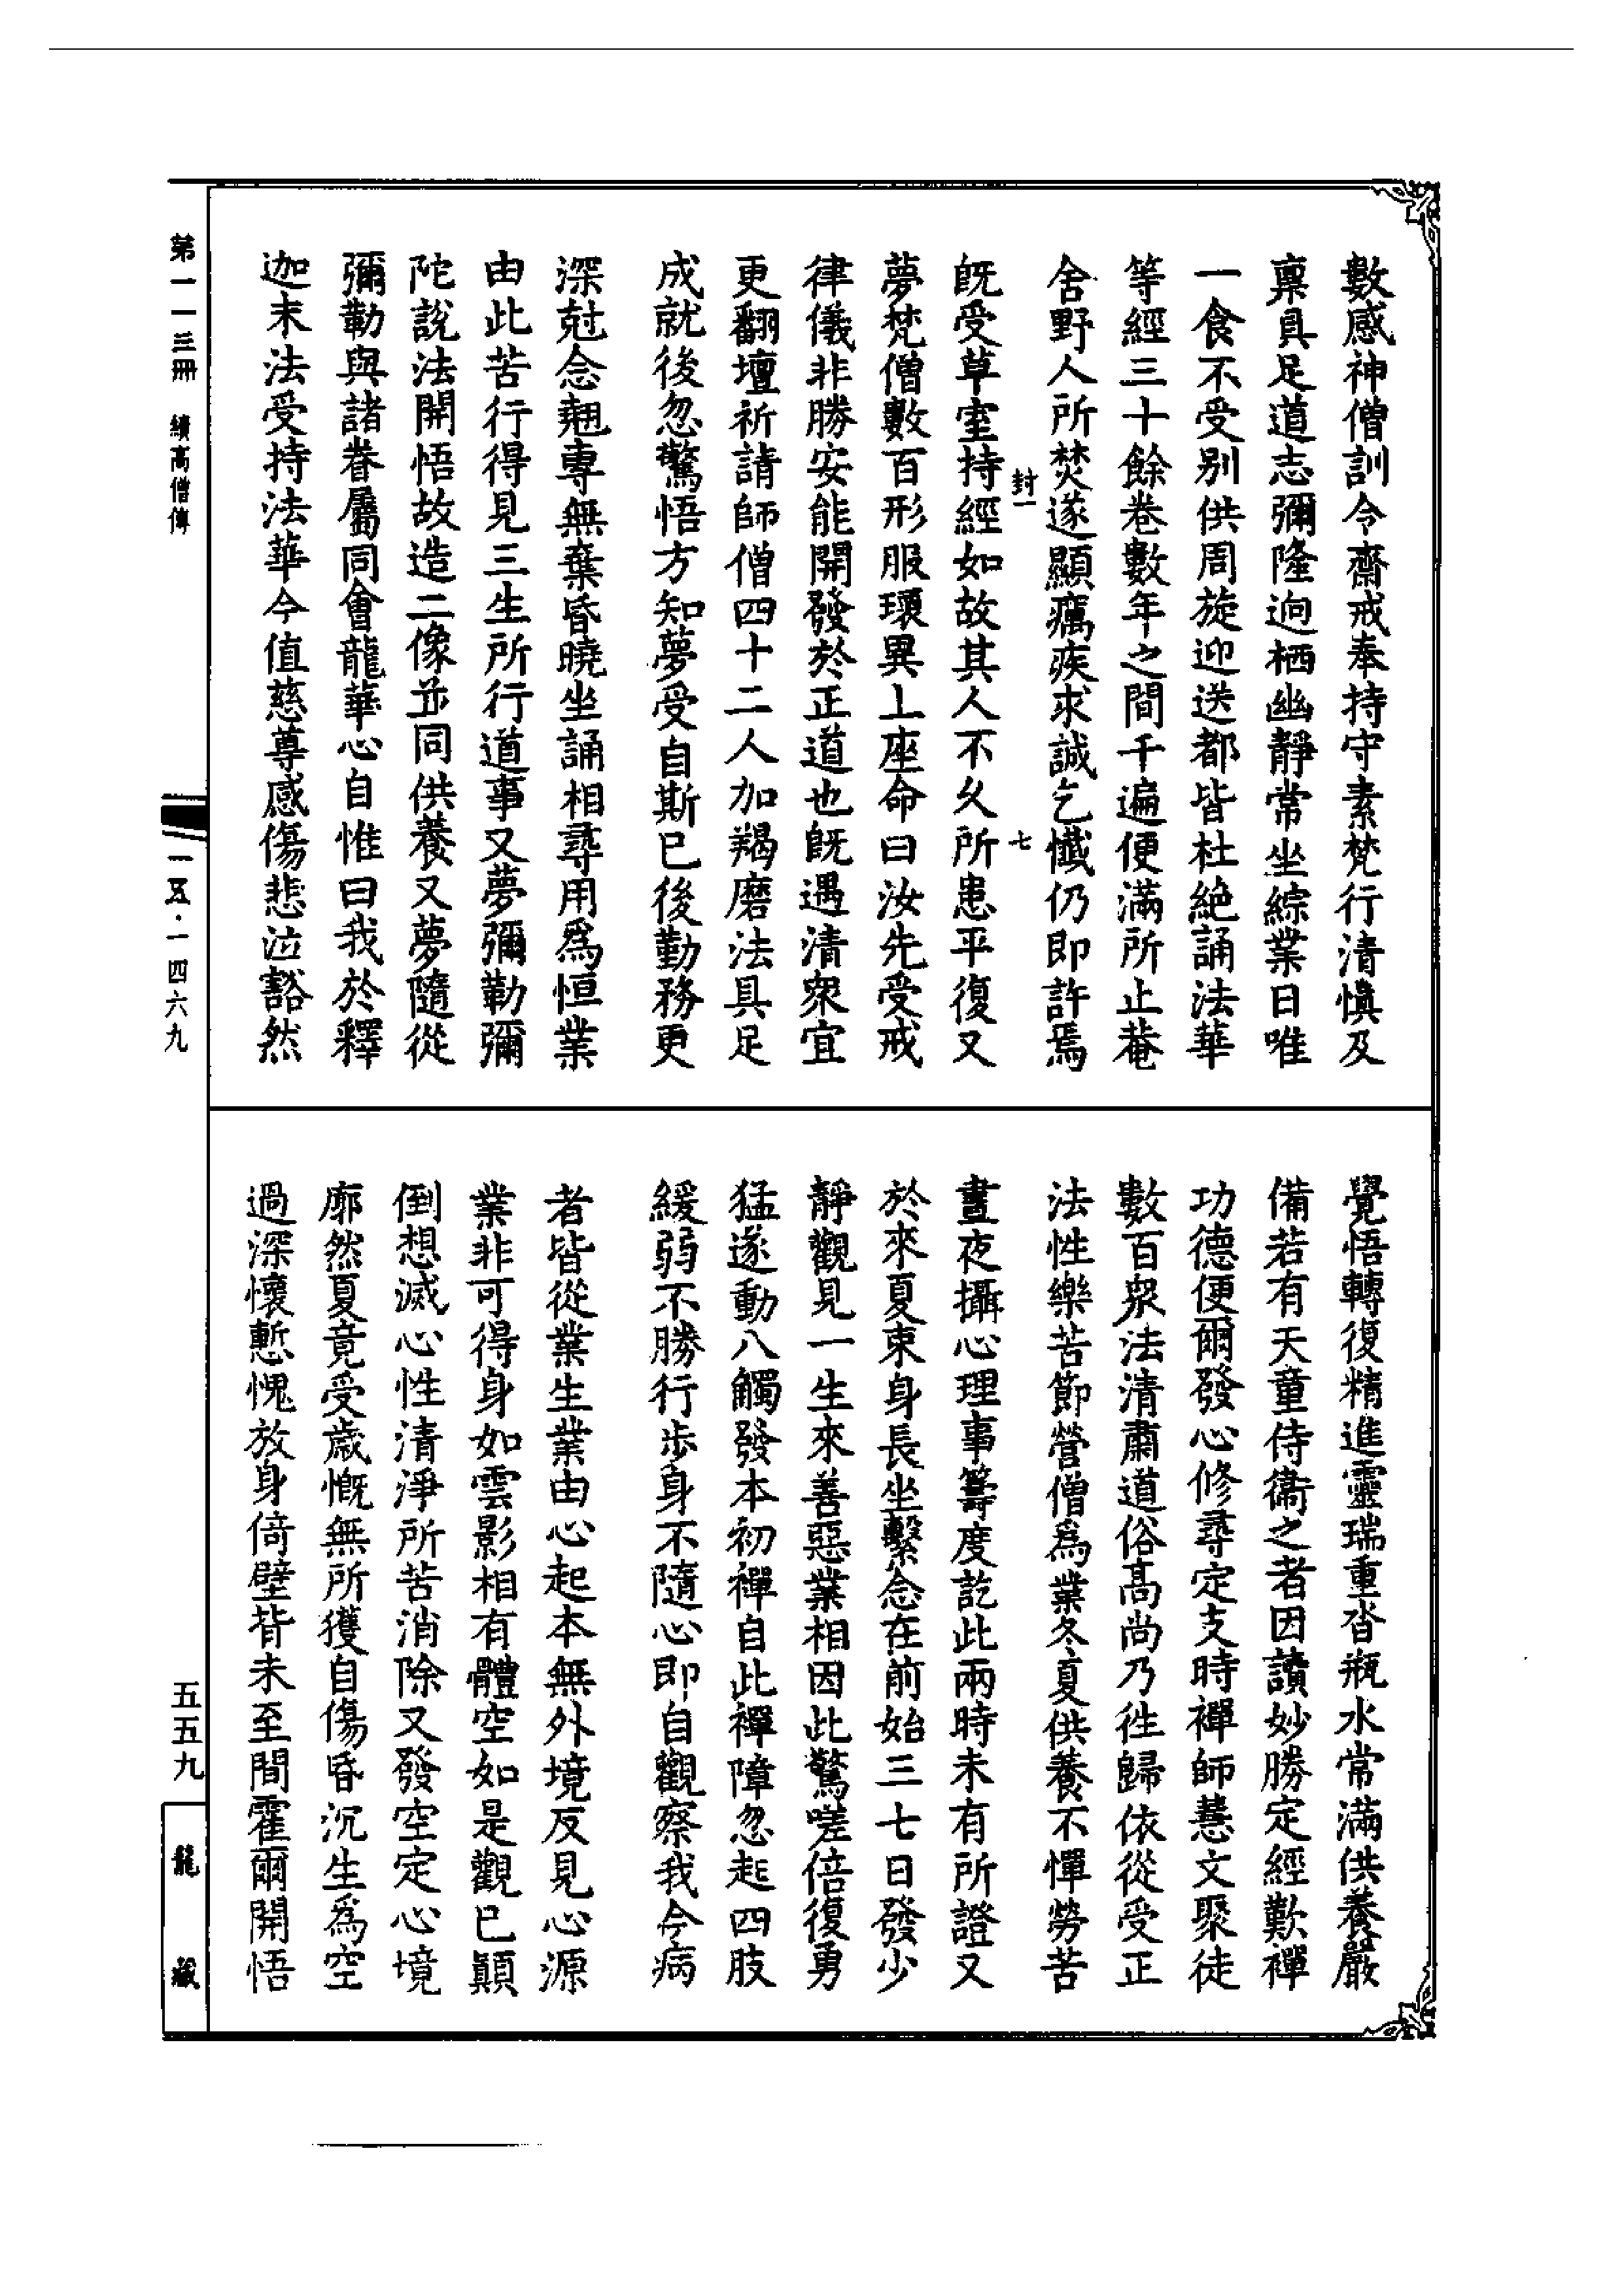 數感神僧訓令齋戒奉持守素梵行清慎及
稟具足道志彌隆逈栖幽靜常坐綜業日唯
一食不受别供周旋迎送都皆杜絶誦法華
等經三十餘卷數年之間千遍便滿所止菴
舍野人所焚遂顯癘疾求誠乞懺仍即許焉
封一
七
旣受草室持經如故其人不久所患平復又
夢梵僧數百形服瓌異上座命曰汝先受戒
律儀非勝安能開發於正道也旣遇清衆宜
更翻壇祈請師僧四十二人加羯磨法具足
成就後忽驚悟方知夢受自斯已後勤務更
深尅念翹專無棄昏曉坐誦相尋用爲恒業
由此苦行得見三生所行道事又夢彌勒彌
陀説法開悟故造二像並同供養又夢隨從
彌勒與諸眷屬同會龍華心自惟曰我於釋
迦末法受持法華今值慈尊感傷悲泣豁然
覺悟轉復精進靈瑞重沓瓶水常滿供養嚴
備若有天童侍衞之者因讀妙勝定經歎禪
功德便爾發心修尋定支時禪師慧文聚徒
數百衆法清肅道俗高尚乃徃歸依從受正
法性樂苦節營僧爲業冬夏供養不憚勞苦
晝夜攝心理事籌度訖此兩時未有所證又
於來夏束身長坐繫念在前始三七日發少
靜觀見一生來善惡業相因此驚嗟倍復勇
猛遂動八觸發本初禪自此禪障忽起四肢
緩弱不勝行步身不隨心即自觀察我今病
者皆從業生業由心起本無外境反見心源
業非可得身如雲影相有體空如是觀已顛
倒想滅心性清淨所苦消除又發空定心境
廓然夏竟受歲慨無所獲自傷昏沉生爲空
過深懷慙愧放身倚壁背未至間霍爾開悟
第一一三冊　續高僧傳
一五五·一四六九
五五九
龍藏